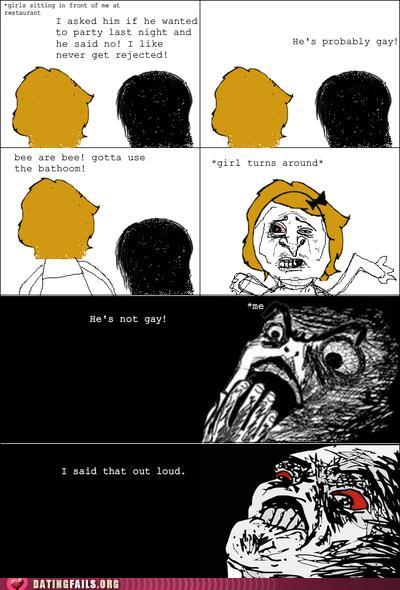 *girls sitting in front of me at
restaurant
I asked him if he wanted
to party last night and
he said no! I like
never get rejected!
He's probably gay!
bee are bee! gotta use
the bathoom!
*girl turns around*
*me
He's not gay!
I said that out loud.
DATINGFAILS.ORG